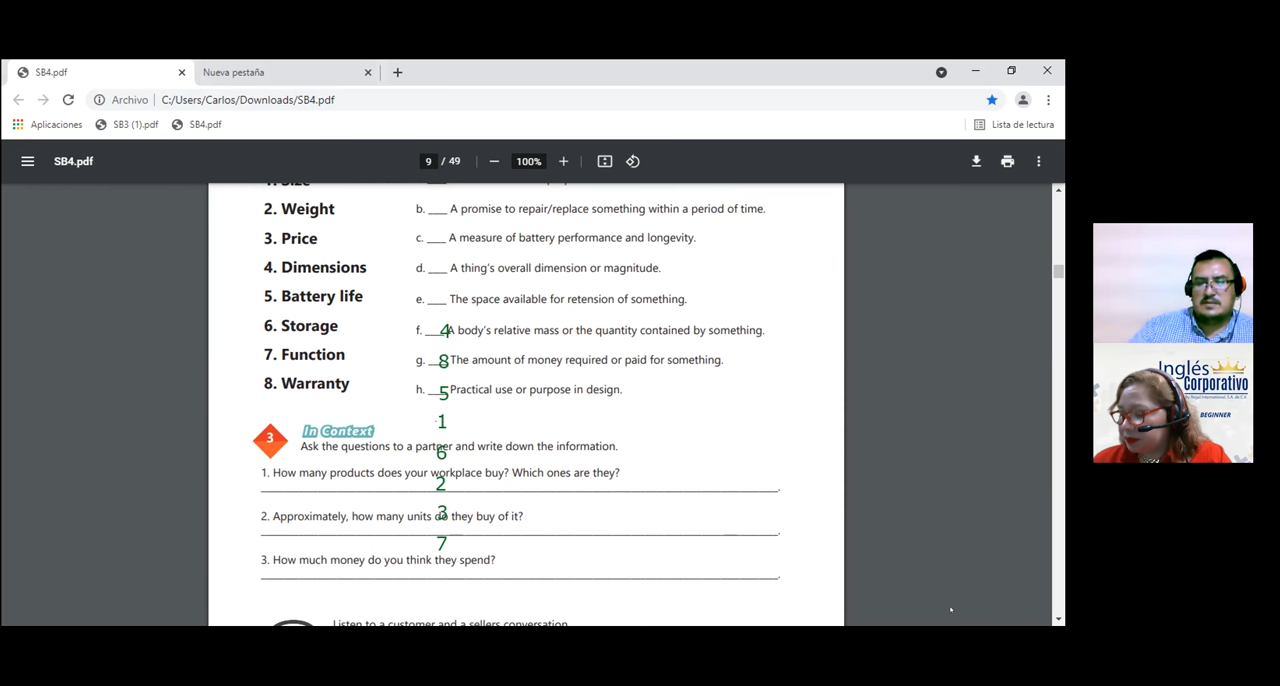 SB4.pdf
Nueva pestaña
Archivo
C:/Users/Carlos/Downloads/SB4.pdf
Aplicaciones
SB3 (1).pdf
SB4.pdf
Lista de lectura
SB4.pdf
9 / 49
100%
2. Weight
b. ___ A promise to repair/replace something within a period of time.
3. Price
c. ___ A measure of battery performance and longevity.
4. Dimensions
d. ___ A thing's overall dimension or magnitude.
5. Battery life
e. ___ The space available for retension of something.
6. Storage
f. ___ A body's relative mass or the quantity contained by something.
4
7. Function
g. ___ The amount of money required or paid for something.
8
8. Warranty
h. ___ Practical use or purpose in design.
5
1
3
In Context
Ask the questions to a partner and write down the information.
6
1. How many products does your workplace buy? Which ones are they?
2
2. Approximately, how many units do they buy of it?
3
7
3. How much money do you think they spend?
Listen to a customer and a sellers conversation
Inglés
Corporativo
BEGINNER